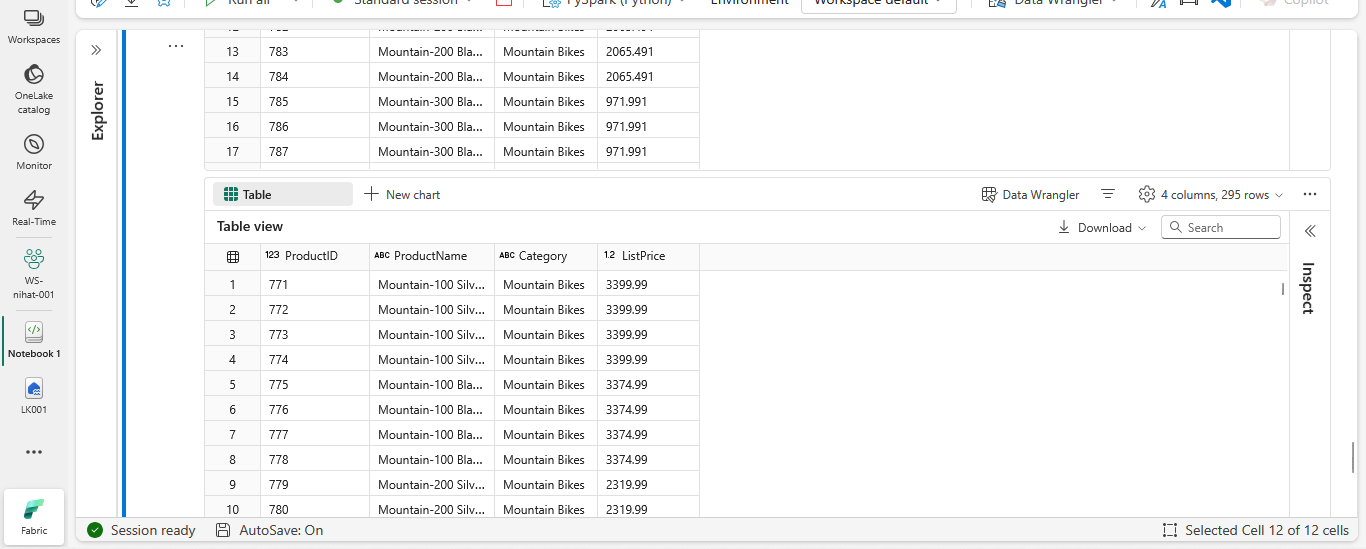 Run all
Standard session
PySpark (Python)
Environment
Workspace default
Data Wrangler
Copilot
Workspaces
OneLake
catalog
Monitor
Real-Time
WS-
nihat-001
Notebook 1
LK001
Fabric
Explorer
13 783 Mountain-200 Bla... Mountain Bikes 2065.491
14 784 Mountain-200 Bla... Mountain Bikes 2065.491
15 785 Mountain-300 Bla... Mountain Bikes 971.991
16 786 Mountain-300 Bla... Mountain Bikes 971.991
17 787 Mountain-300 Bla... Mountain Bikes 971.991
Table
New chart
Data Wrangler
4 columns, 295 rows
Table view
Download
Search
Inspect
123 ProductID ABC ProductName ABC Category 1.2 ListPrice
1 771 Mountain-100 Silv... Mountain Bikes 3399.99
2 772 Mountain-100 Silv... Mountain Bikes 3399.99
3 773 Mountain-100 Silv... Mountain Bikes 3399.99
4 774 Mountain-100 Silv... Mountain Bikes 3399.99
5 775 Mountain-100 Bla... Mountain Bikes 3374.99
6 776 Mountain-100 Bla... Mountain Bikes 3374.99
7 777 Mountain-100 Bla... Mountain Bikes 3374.99
8 778 Mountain-100 Bla... Mountain Bikes 3374.99
9 779 Mountain-200 Silv... Mountain Bikes 2319.99
10 780 Mountain-200 Silv... Mountain Bikes 2319.99
Session ready
AutoSave: On
Selected Cell 12 of 12 cells